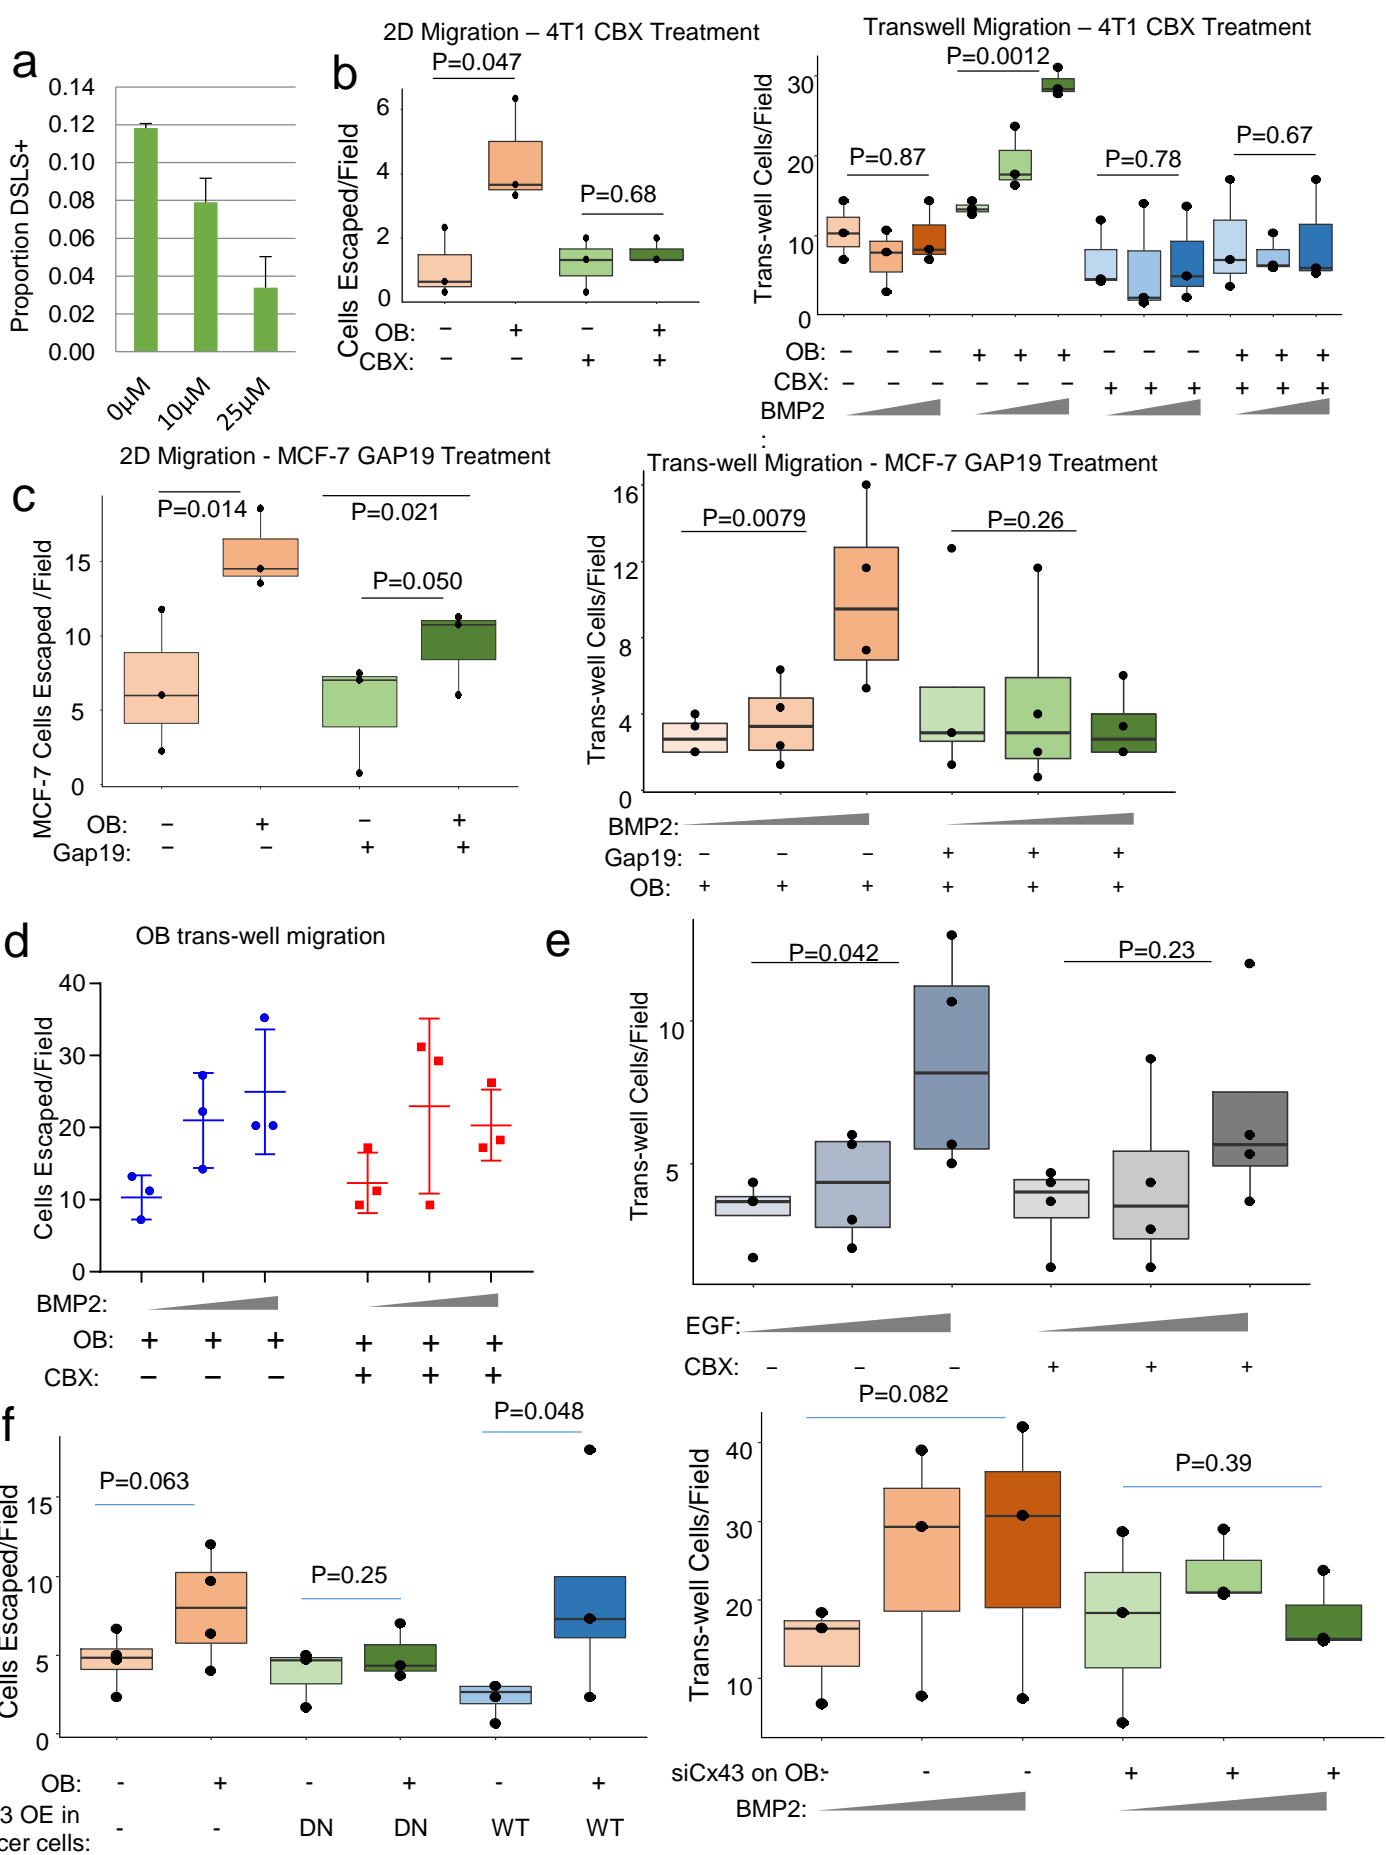 a
0.14
0.12
0.10
0.08
0.06
0.04
0.02
0.00
Proportion DSLS+
0µM
10µM
25µM
b
2D Migration – 4T1 CBX Treatment
P=0.047
P=0.68
6
4
2
0
Cells Escaped/Field
OB: – + – +
CBX: – – + +
Transwell Migration – 4T1 CBX Treatment
P=0.0012
P=0.87
P=0.78
P=0.67
30
20
10
0
Trans-well Cells/Field
OB: – – – + + + – – – + + +
CBX: – – – – – – + + + + + +
BMP2
:
c
2D Migration - MCF-7 GAP19 Treatment
P=0.014
P=0.021
P=0.050
15
10
5
0
MCF-7 Cells Escaped /Field
OB: – + – +
Gap19: – – + +
Trans-well Migration - MCF-7 GAP19 Treatment
P=0.0079
P=0.26
16
12
8
4
0
Trans-well Cells/Field
BMP2:
Gap19: – – – + + +
OB: + + + + + +
d
OB trans-well migration
40
30
20
10
0
Cells Escaped/Field
BMP2:
OB: + + + + + +
CBX: – – – + + +
e
P=0.042
P=0.23
10
5
Trans-well Cells/Field
EGF:
CBX: – – – + + +
f
P=0.063
P=0.25
P=0.048
15
10
5
0
Cells Escaped/Field
OB: - + - + - +
3 OE in
cer cells:
- - DN DN WT WT
P=0.082
P=0.39
40
30
20
10
Trans-well Cells/Field
siCx43 on OB: - - - + + +
BMP2: